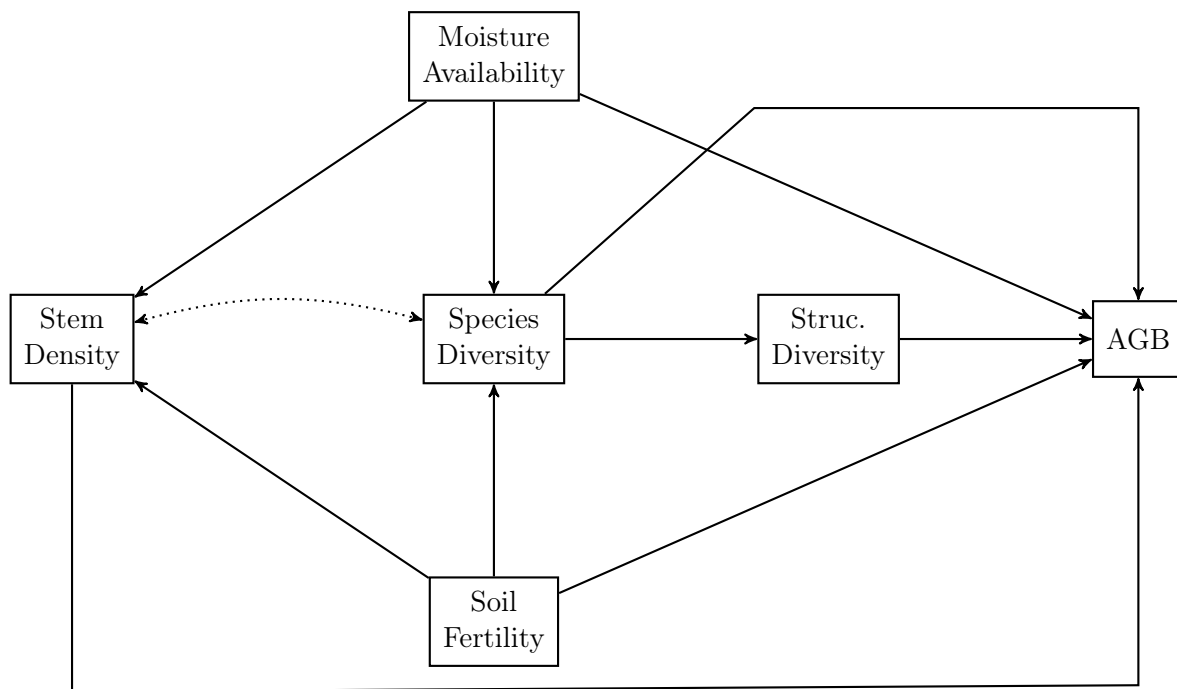 Moisture
Availability
Stem
Density
Species
Diversity
Struc.
Diversity
AGB
Soil
Fertility